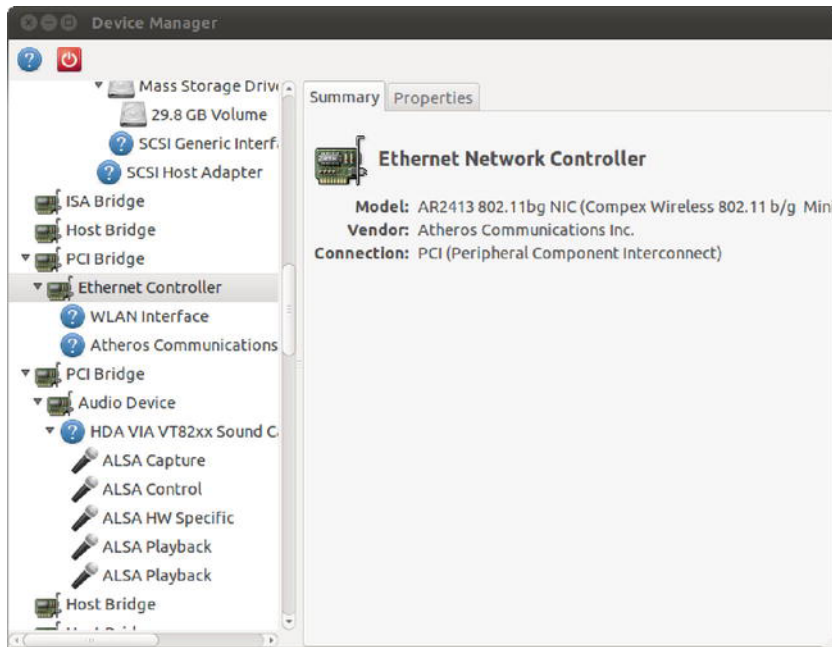 Device Manager
Mass Storage Driv
29.8 GB Volume
SCSI Generic Interf
SCSI Host Adapter
ISA Bridge
Host Bridge
PCI Bridge
Ethernet Controller
WLAN Interface
Atheros Communications
PCI Bridge
Audio Device
HDA VIA VT82xx Sound C
ALSA Capture
ALSA Control
ALSA HW Specific
ALSA Playback
ALSA Playback
Host Bridge
Summary Properties
Ethernet Network Controller
Model: AR2413 802.11bg NIC (Compex Wireless 802.11 b/g Mini
Vendor: Atheros Communications Inc.
Connection: PCI (Peripheral Component Interconnect)